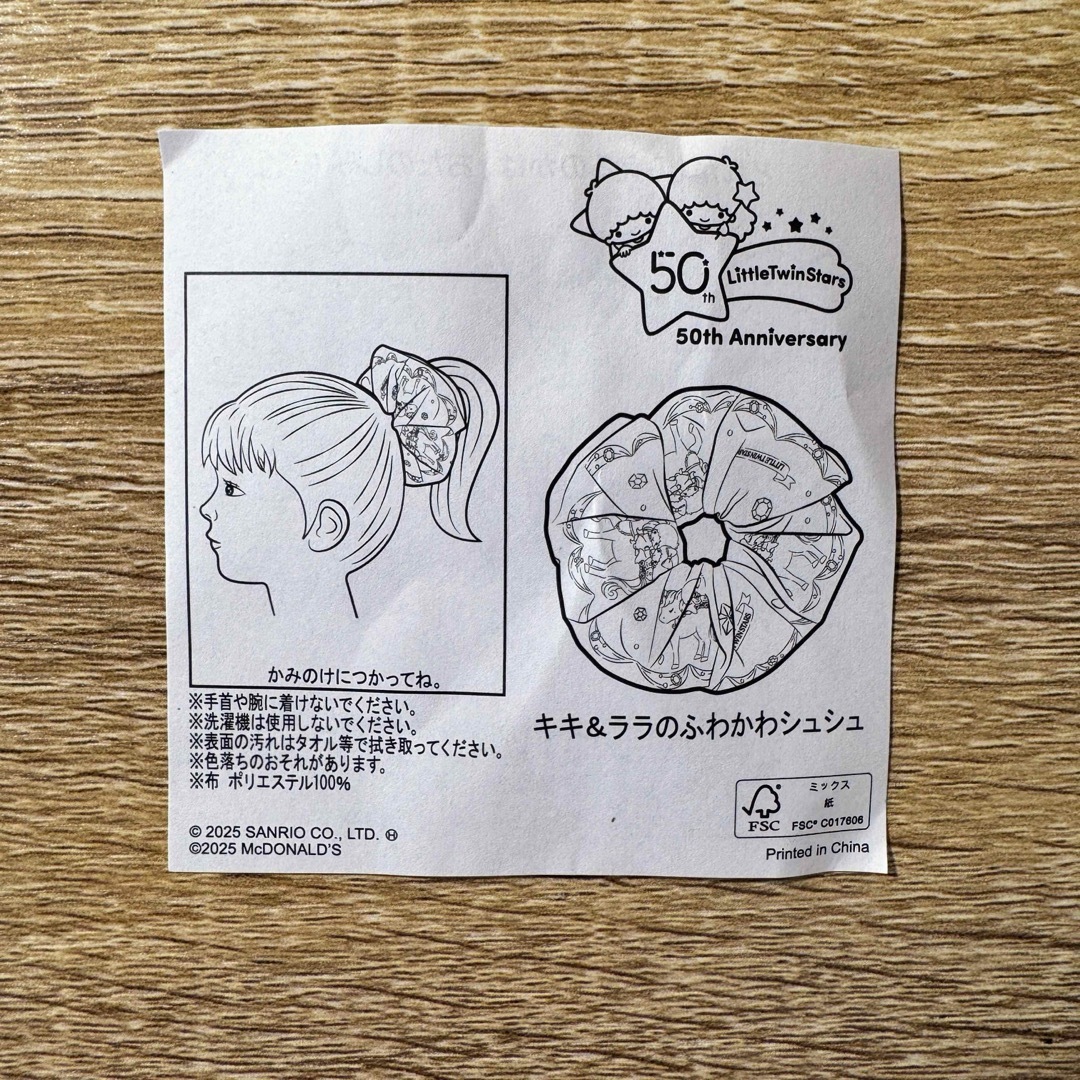 50th
LittleTwinStars
50th Anniversary
LITTLETWINSTARS
TWINSTARS
かみのけにつかってね。
※手首や腕に着けないでください。
※洗濯機は使用しないでください。
※表面の汚れはタオル等で拭き取ってください。
※色落ちのおそれがあります。
※布 ポリエステル100%
© 2025 SANRIO CO., LTD. Ⓗ
©2025 McDONALD'S
キキ&ララのふわかわシュシュ
FSC
ミックス
紙
FSC® C017606
Printed in China